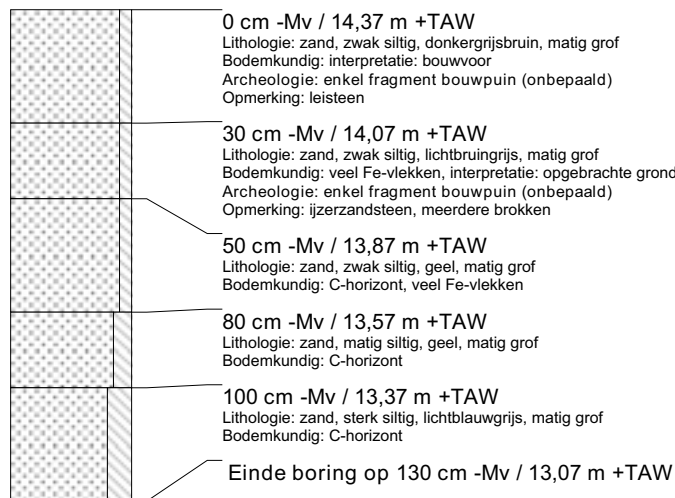 0 cm -Mv / 14,37 m +TAW
Lithologie: zand, zwak siltig, donkergrijsbruin, matig grof
Bodemkundig: interpretatie: bouwvoor
Archeologie: enkel fragment bouwpuin (onbepaald)
Opmerking: leisteen
30 cm -Mv / 14,07 m +TAW
Lithologie: zand, zwak siltig, lichtbruingrijs, matig grof
Bodemkundig: veel Fe-vlekken, interpretatie: opgebrachte grond
Archeologie: enkel fragment bouwpuin (onbepaald)
Opmerking: ijzerzandsteen, meerdere brokken
50 cm -Mv / 13,87 m +TAW
Lithologie: zand, zwak siltig, geel, matig grof
Bodemkundig: C-horizont, veel Fe-vlekken
80 cm -Mv / 13,57 m +TAW
Lithologie: zand, matig siltig, geel, matig grof
Bodemkundig: C-horizont
100 cm -Mv / 13,37 m +TAW
Lithologie: zand, sterk siltig, lichtblauwgrijs, matig grof
Bodemkundig: C-horizont
Einde boring op 130 cm -Mv / 13,07 m +TAW